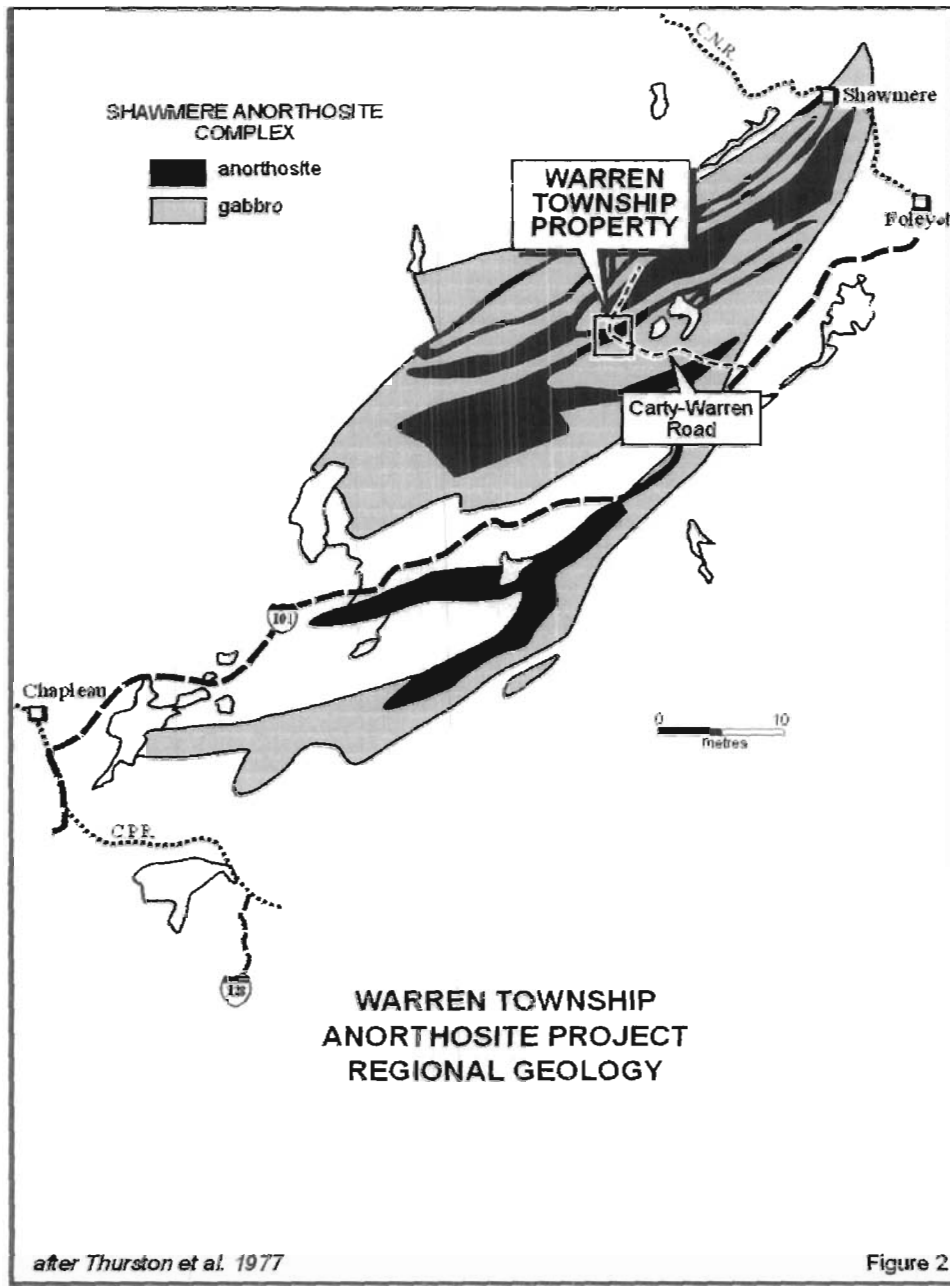 C.N.R.
Shawmere
SHAWMERE ANORTHOSITE
COMPLEX
anorthosite
gabbro
WARREN
TOWNSHIP
PROPERTY
Foleyet
Carty-Warren
Road
101
Chapleau
0 10
metres
C.P.R.
WARREN TOWNSHIP
ANORTHOSITE PROJECT
REGIONAL GEOLOGY
after Thurston et al. 1977
Figure 2